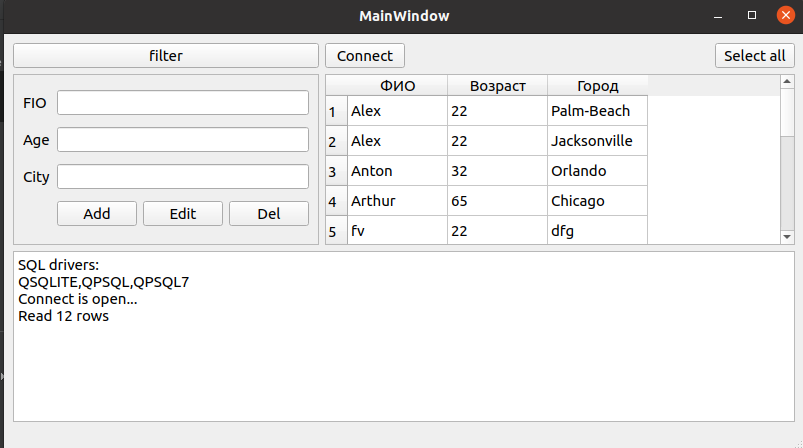 MainWindow
filter Connect Select all
ФИО Возраст Город
FIO 1 Alex 22 Palm-Beach
Age 2 Alex 22 Jacksonville
City 3 Anton 32 Orlando
Add Edit Del 4 Arthur 65 Chicago
5 fv 22 dfg
SQL drivers:
QSQLITE,QPSQL,QPSQL7
Connect is open...
Read 12 rows